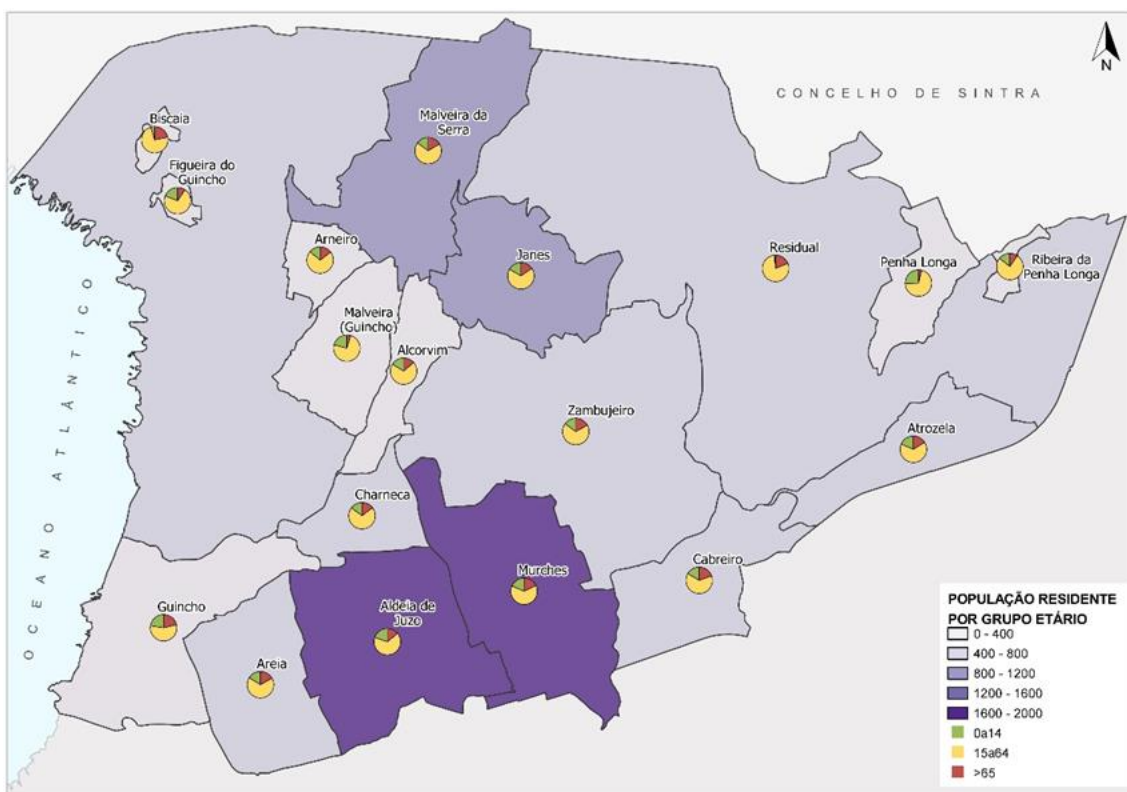 N
CONCELHO DE SINTRA
Biscaia
Malveira da
Serra
Figueira do
Guincho
Arneiro
Janes
Residual
Penha Longa
Ribeira da
Penha Longa
Malveira
(Guincho)
Alcorvim
Zambujeiro
Atrozela
Charneca
Murches
Cabreiro
Guincho
Aldeia de
Juzo
Areia
OCEANO ATLÂNTICO
POPULAÇÃO RESIDENTE
POR GRUPO ETÁRIO
0 - 400
400 - 800
800 - 1200
1200 - 1600
1600 - 2000
0a14
15a64
>65